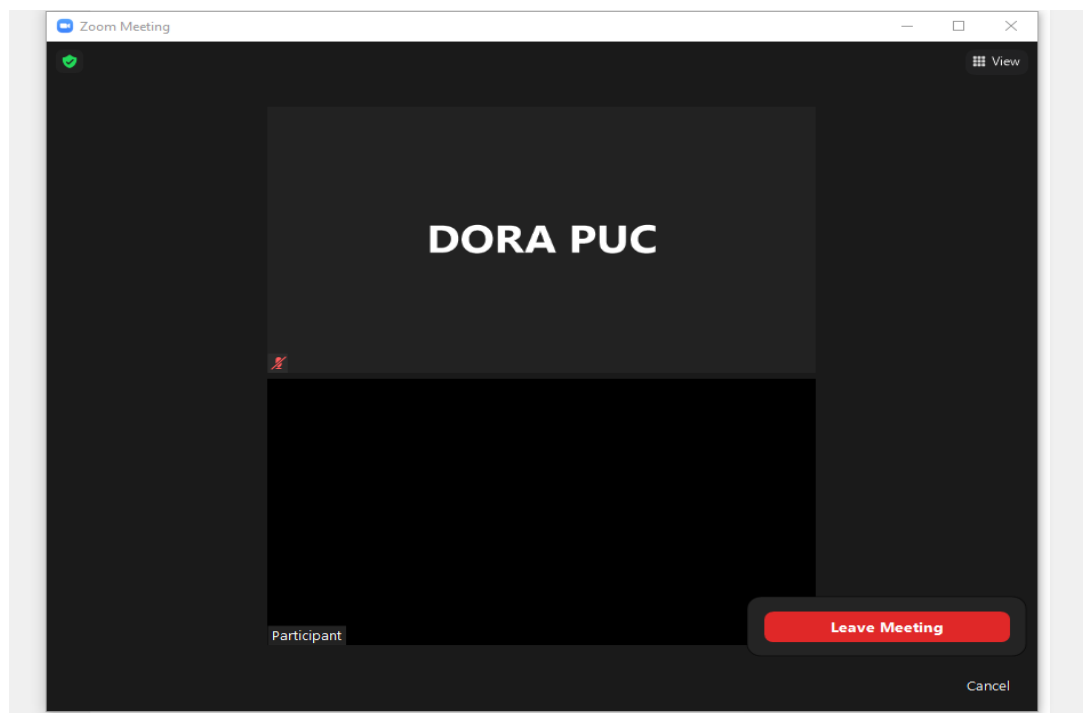 Zoom Meeting
View
DORA PUC
Participant
Leave Meeting
Cancel